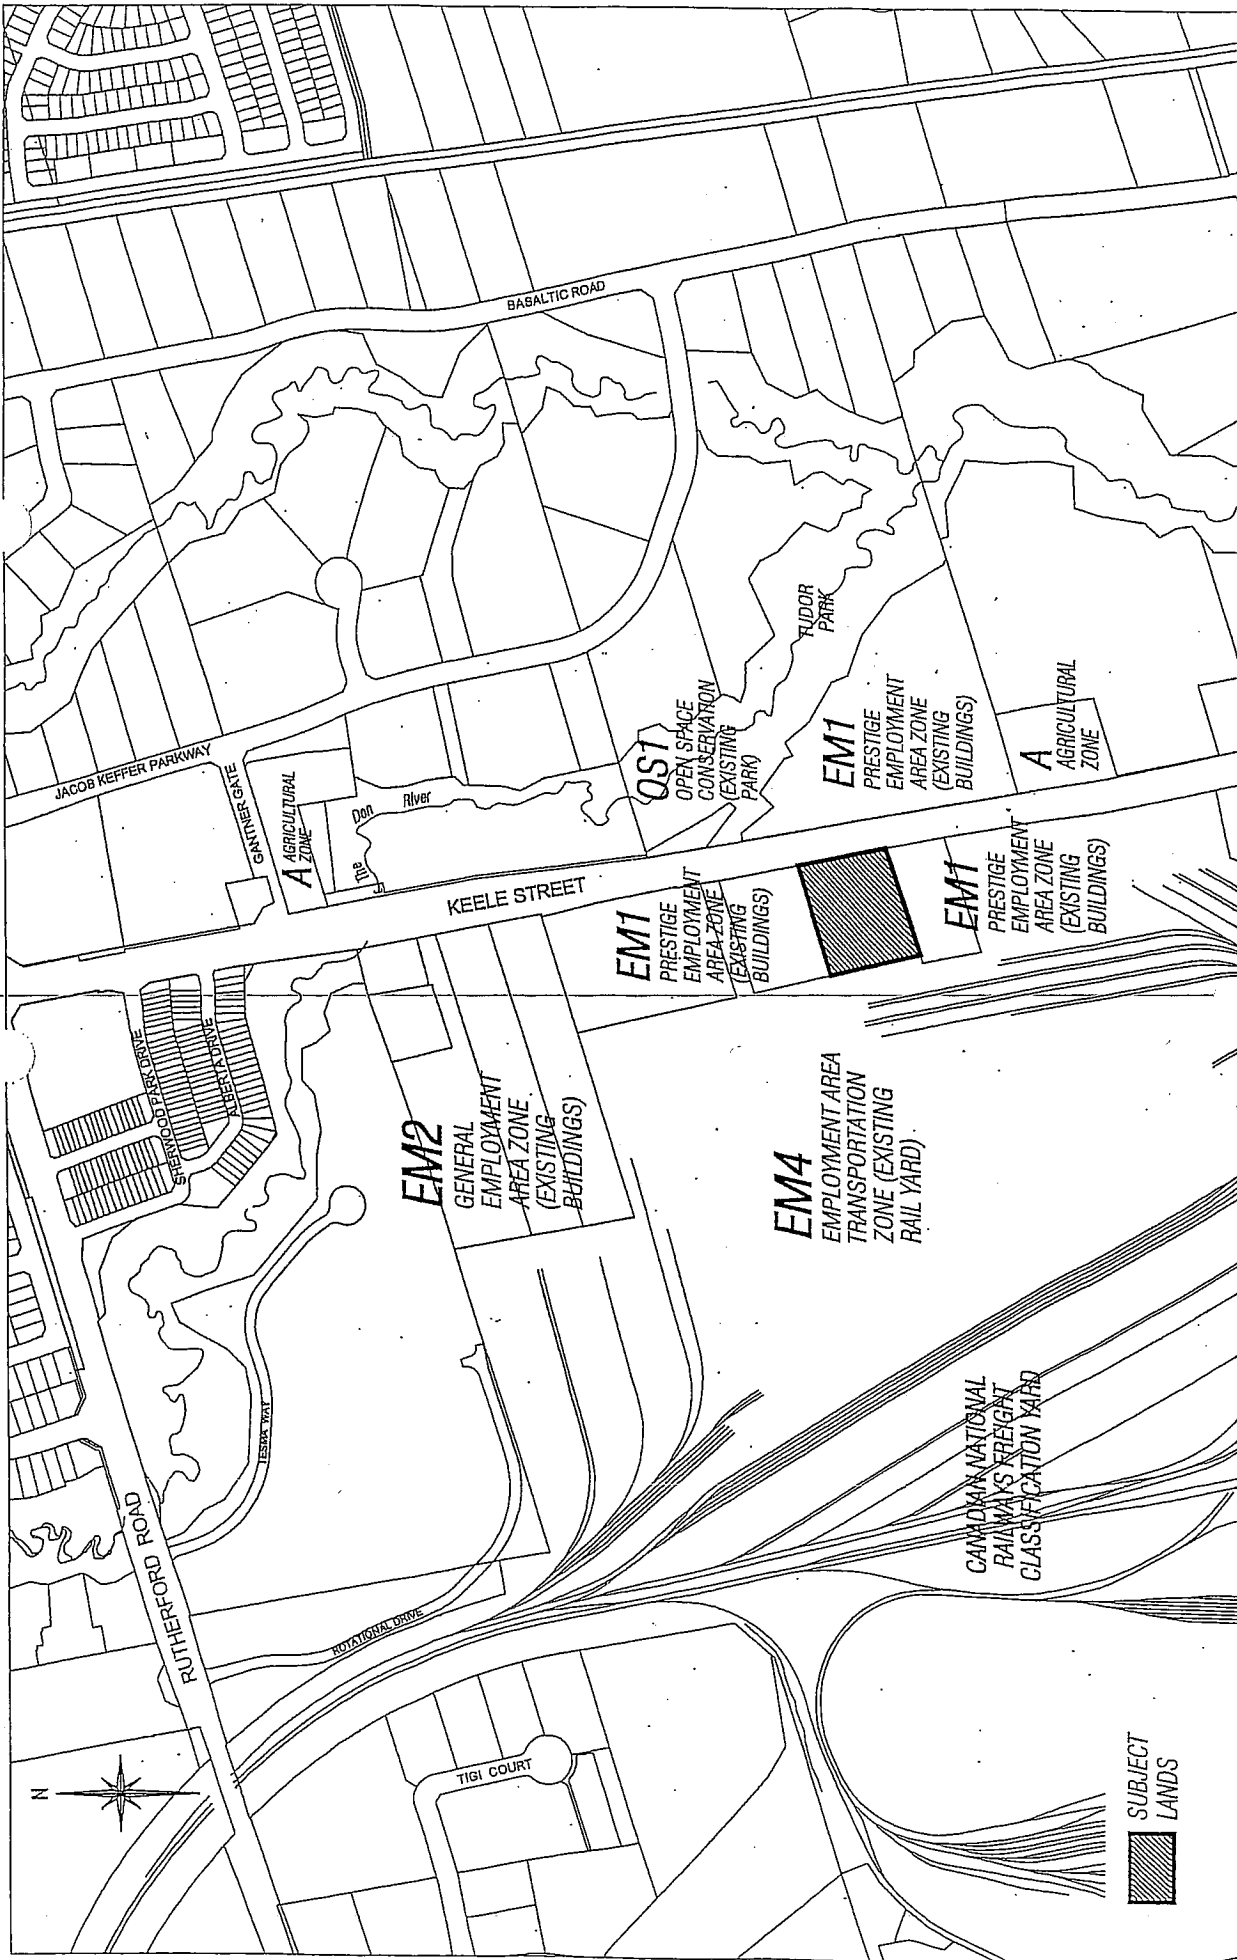 N
RUTHERFORD ROAD
ROTATIONAL DRIVE
TIGI COURT
TESMA WAY
SHERWOOD PARK DRIVE
ALBERTA DRIVE
KEELE STREET
JACOB KEFFER PARKWAY
GANTNER GATE
BASALTIC ROAD
A
AGRICULTURAL
ZONE
The
Don
River
EM2
GENERAL
EMPLOYMENT
AREA ZONE
(EXISTING
BUILDINGS)
EM1
PRESTIGE
EMPLOYMENT
AREA ZONE
(EXISTING
BUILDINGS)
OS1
OPEN SPACE
CONSERVATION
(EXISTING
PARK)
TUDOR
PARK
EM1
PRESTIGE
EMPLOYMENT
AREA ZONE
(EXISTING
BUILDINGS)
EM4
EMPLOYMENT AREA
TRANSPORTATION
ZONE (EXISTING
RAIL YARD)
EM1
PRESTIGE
EMPLOYMENT
AREA ZONE
(EXISTING
BUILDINGS)
A
AGRICULTURAL
ZONE
CANADIAN NATIONAL
RAILWAYS FREIGHT
CLASSIFICATION YARD
SUBJECT
LANDS